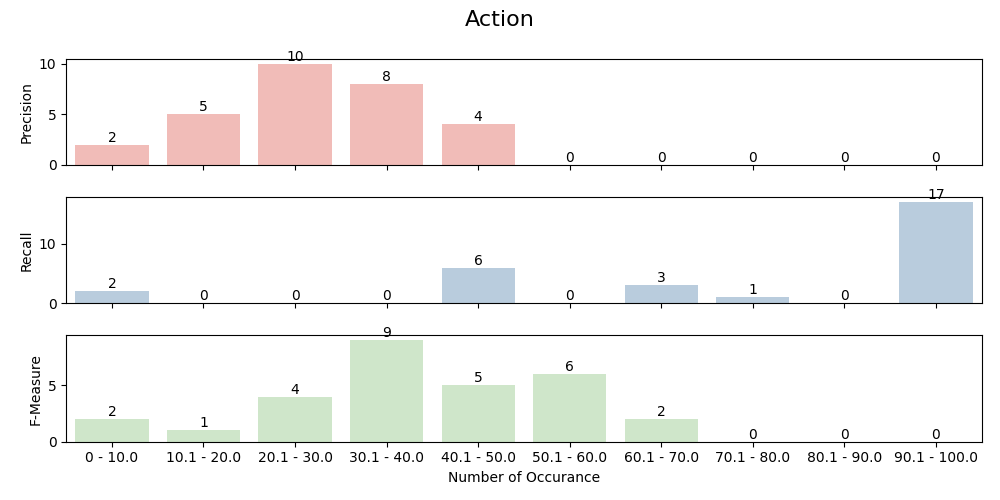 Action
Precision
10
5
0
2 5 10 8 4 0 0 0 0 0
Recall
10
0
2 0 0 0 6 0 3 1 0 17
F-Measure
5
0
2 1 4 9 5 6 2 0 0 0
0 - 10.0 10.1 - 20.0 20.1 - 30.0 30.1 - 40.0 40.1 - 50.0 50.1 - 60.0 60.1 - 70.0 70.1 - 80.0 80.1 - 90.0 90.1 - 100.0
Number of Occurance